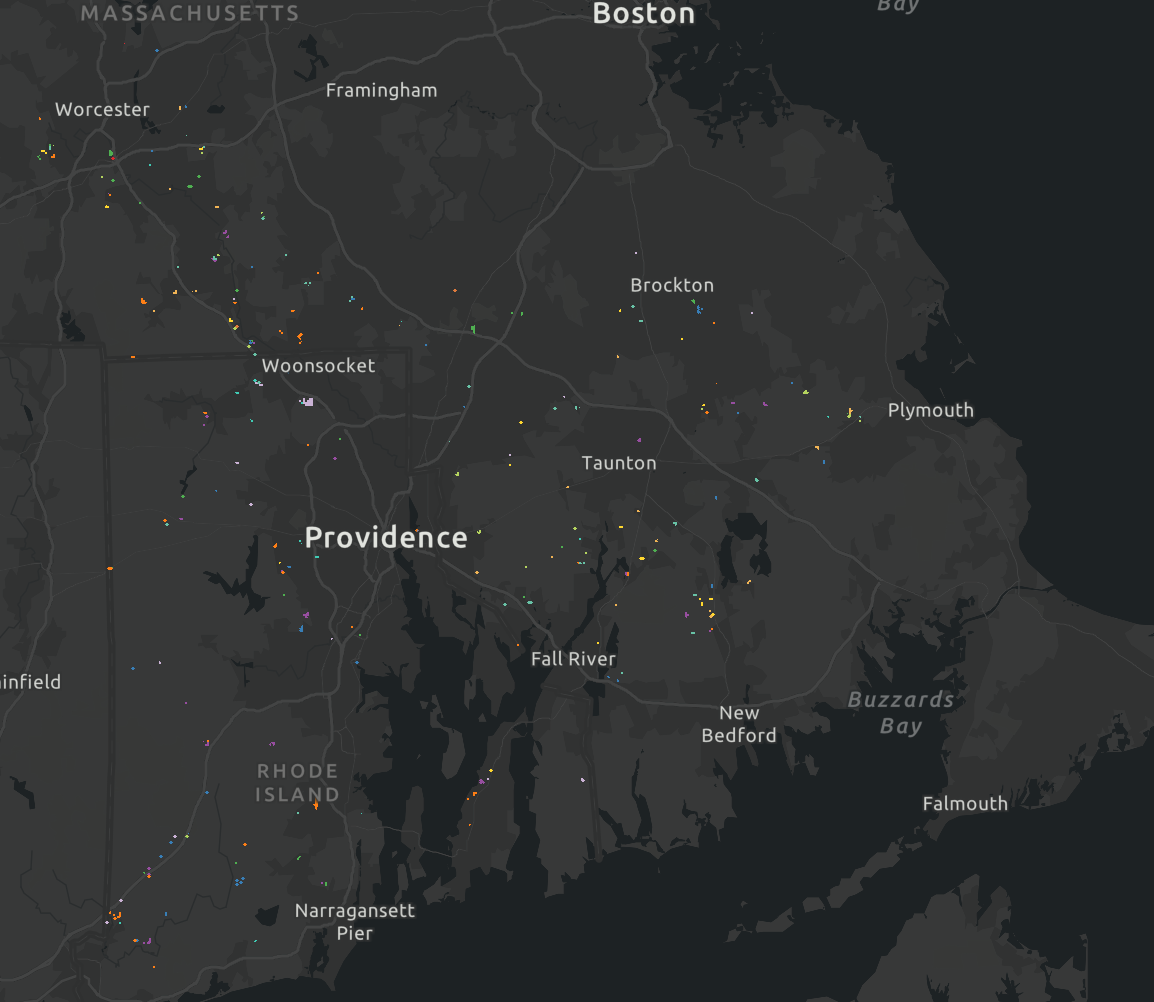 MASSACHUSETTS
Boston
Bay
Framingham
Worcester
Brockton
Woonsocket
Plymouth
Taunton
Providence
Fall River
ainfield
Buzzards
Bay
New
Bedford
RHODE
ISLAND
Falmouth
Narragansett
Pier